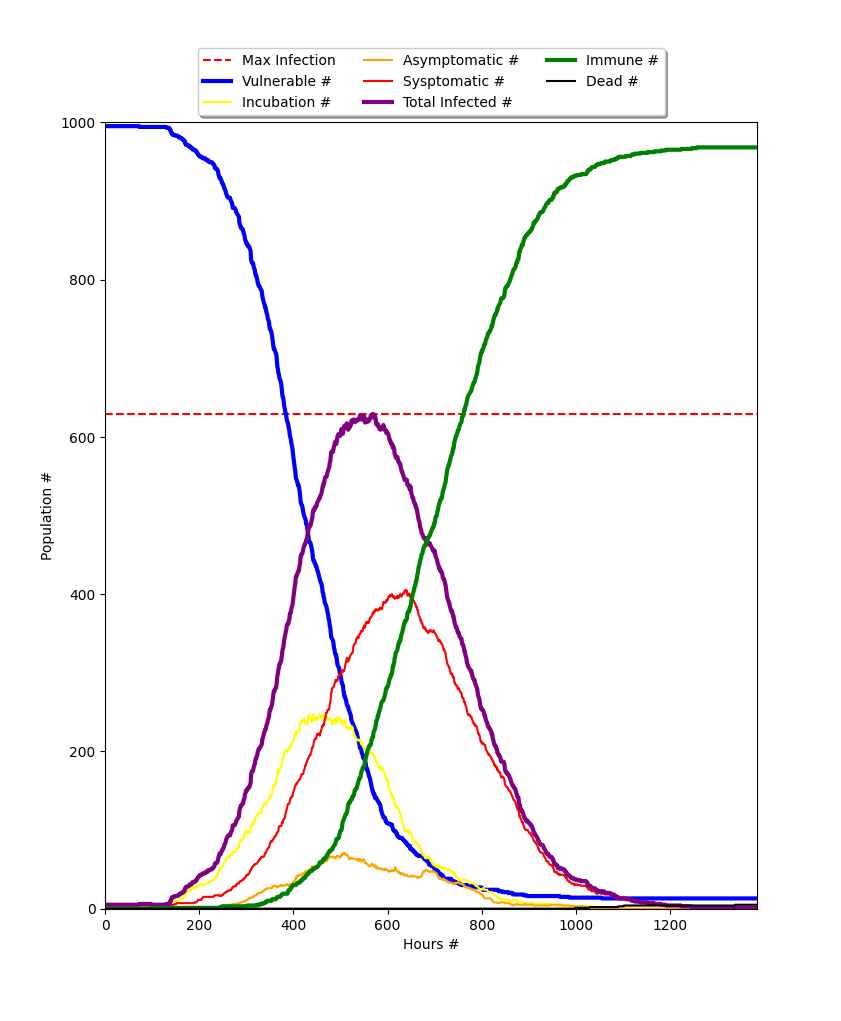 Max Infection Asymptomatic # Immune #
Vulnerable # Sysptomatic # Dead #
Incubation # Total Infected #
1000
800
600
400
200
0
Population #
0 200 400 600 800 1000 1200
Hours #